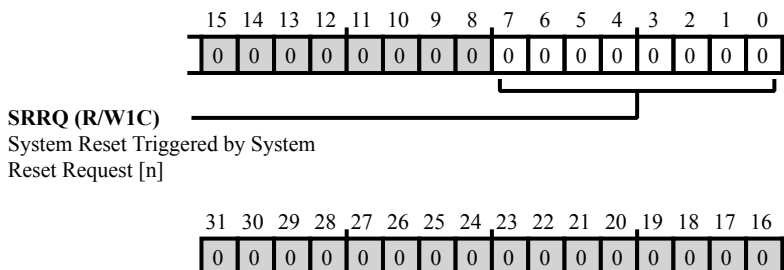 15 14 13 12 11 10 9 8 7 6 5 4 3 2 1 0
0 0 0 0 0 0 0 0 0 0 0 0 0 0 0 0
SRRQ (R/W1C)
System Reset Triggered by System
Reset Request [n]
31 30 29 28 27 26 25 24 23 22 21 20 19 18 17 16
0 0 0 0 0 0 0 0 0 0 0 0 0 0 0 0